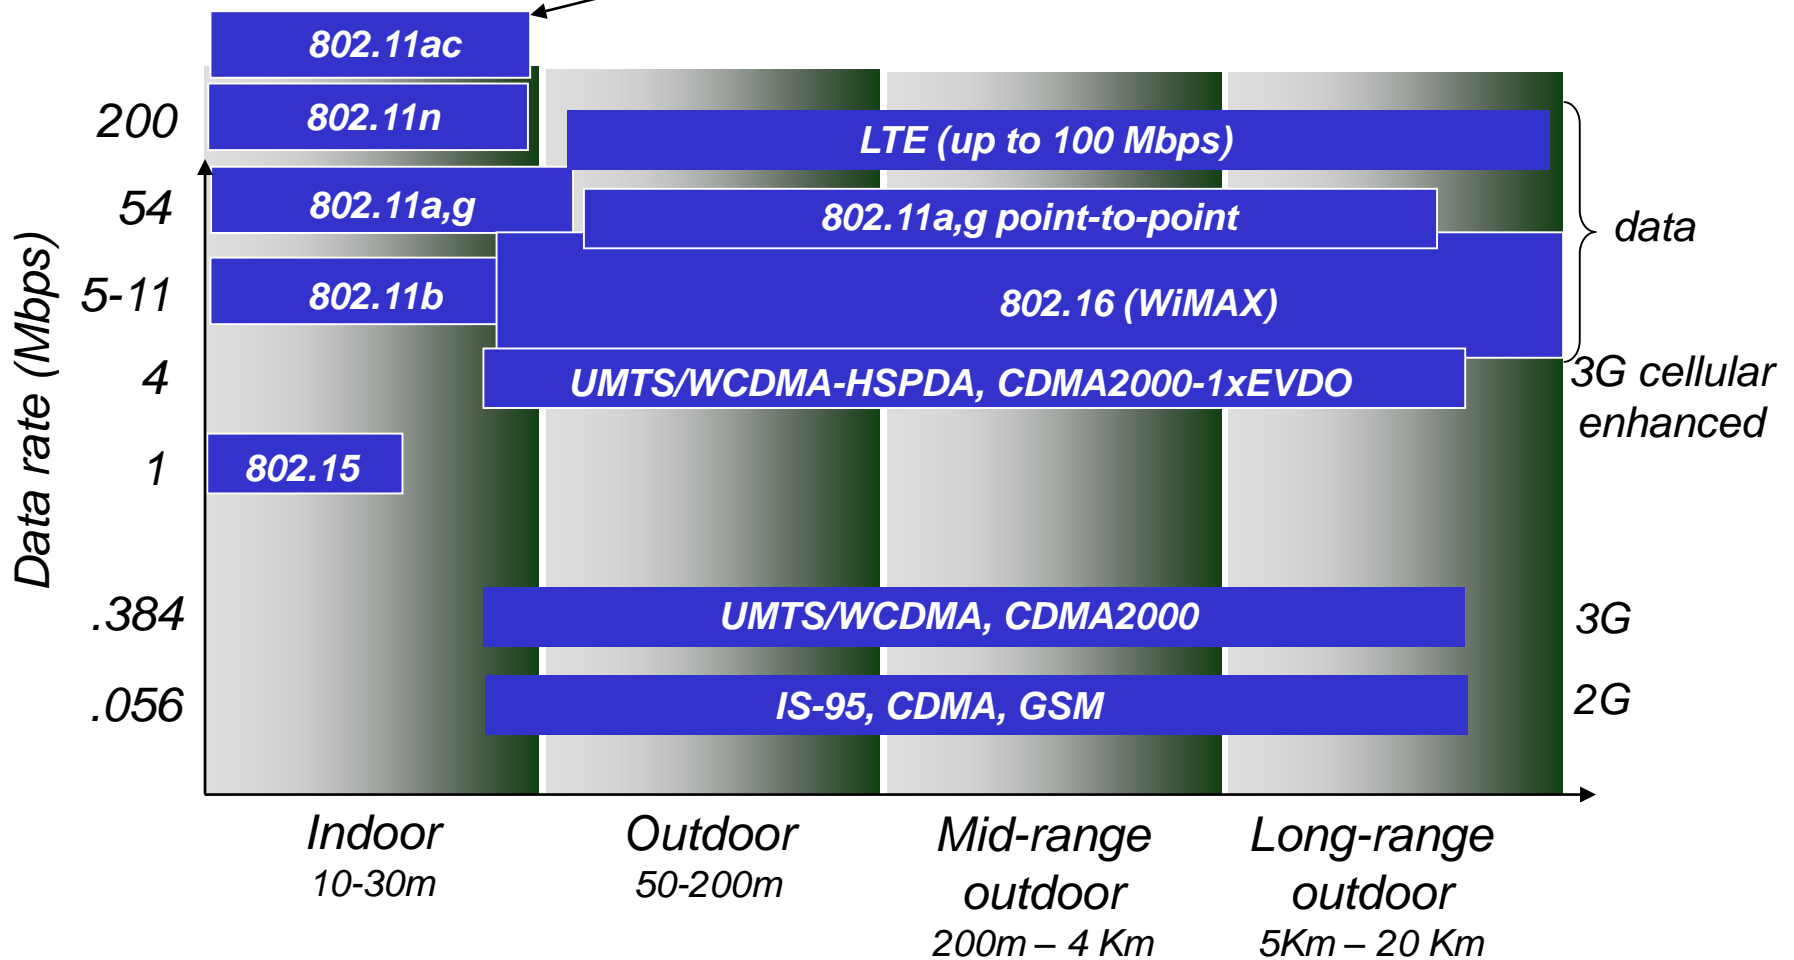 802.11ac
200
802.11n
LTE (up to 100 Mbps)
54
802.11a,g
802.11a,g point-to-point
data
5-11
802.11b
802.16 (WiMAX)
4
UMTS/WCDMA-HSPDA, CDMA2000-1xEVDO
3G cellular
enhanced
1
802.15
Data rate (Mbps)
.384
UMTS/WCDMA, CDMA2000
3G
.056
IS-95, CDMA, GSM
2G
Indoor
10-30m
Outdoor
50-200m
Mid-range
outdoor
200m – 4 Km
Long-range
outdoor
5Km – 20 Km